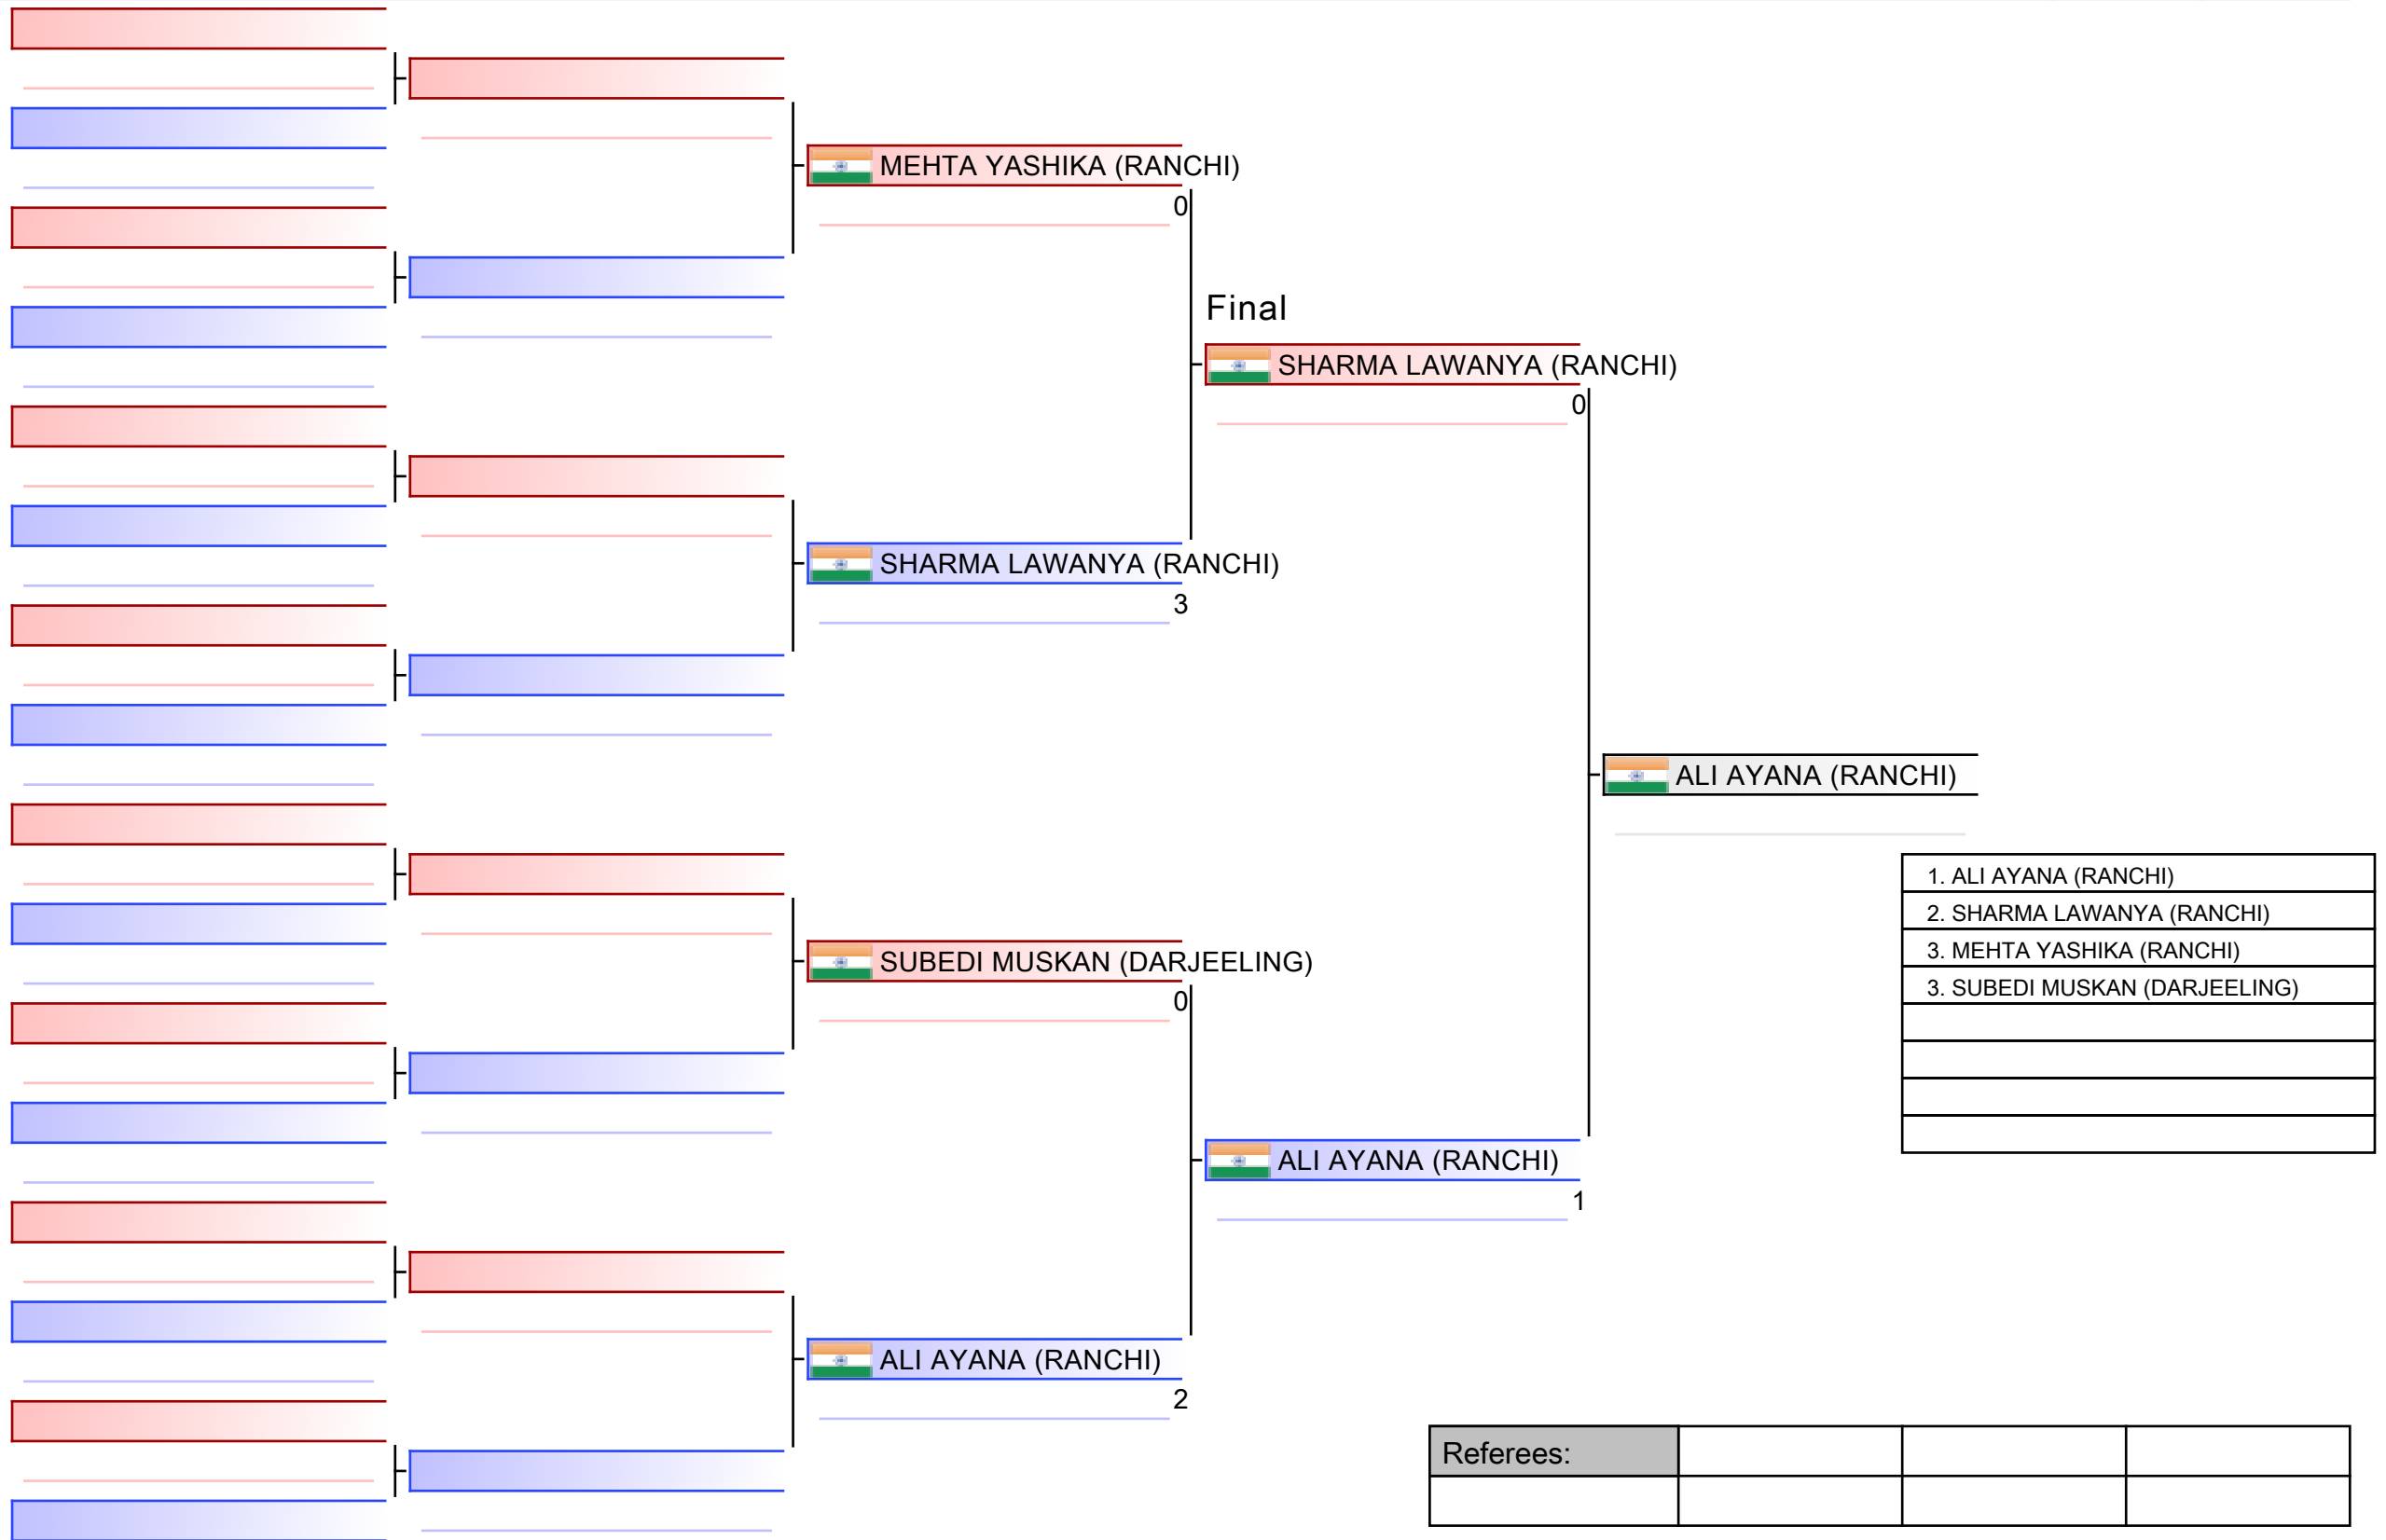 MEHTA YASHIKA (RANCHI)
0
Final
SHARMA LAWANYA (RANCHI)
0
SHARMA LAWANYA (RANCHI)
3
ALI AYANA (RANCHI)
1. ALI AYANA (RANCHI)
2. SHARMA LAWANYA (RANCHI)
3. MEHTA YASHIKA (RANCHI)
3. SUBEDI MUSKAN (DARJEELING)
SUBEDI MUSKAN (DARJEELING)
0
ALI AYANA (RANCHI)
1
ALI AYANA (RANCHI)
2
Referees: